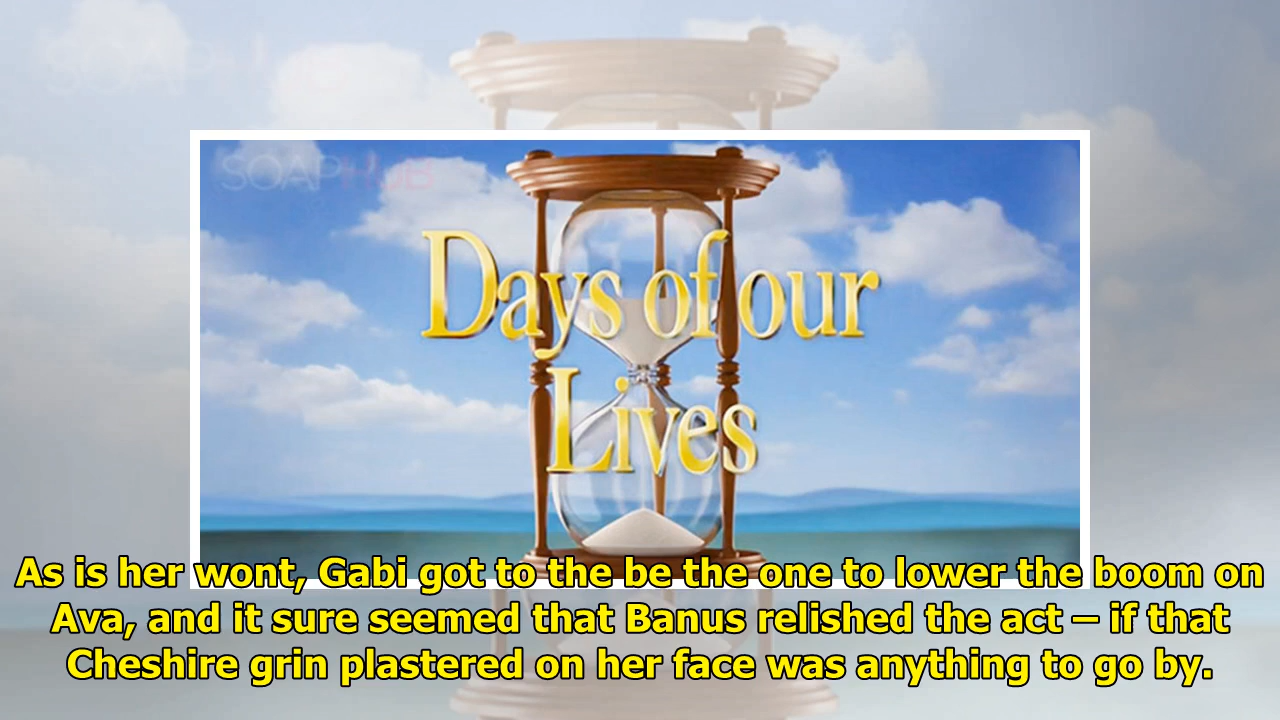 SOAPHUB
Days of our
Lives
As is her wont, Gabi got to the be the one to lower the boom on
Ava, and it sure seemed that Banus relished the act – if that
Cheshire grin plastered on her face was anything to go by.